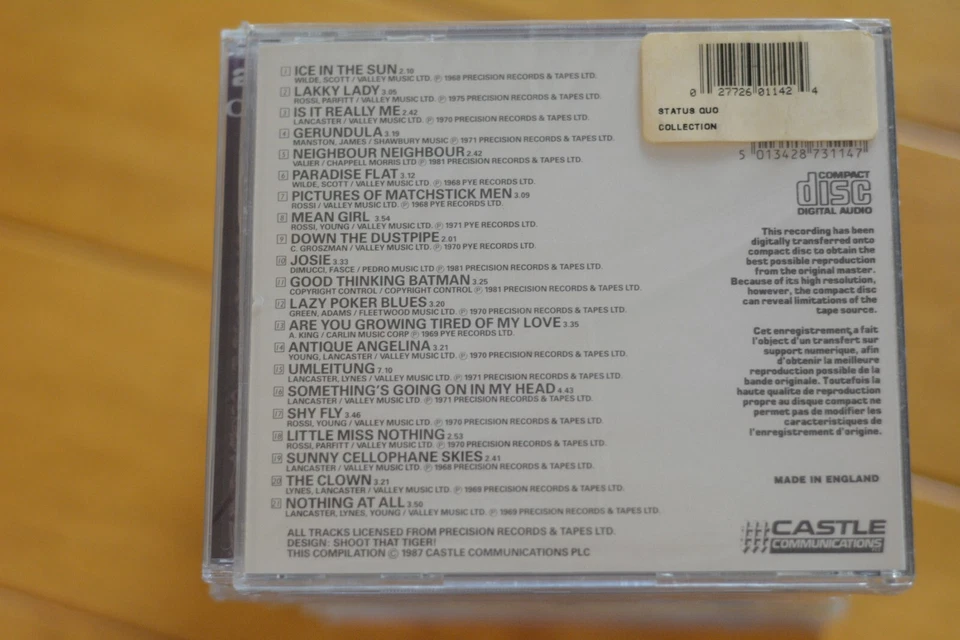 1 ICE IN THE SUN 2.10
WILDE, SCOTT / VALLEY MUSIC LTD. Ⓟ 1968 PRECISION RECORDS & TAPES LTD.
2 LAKKY LADY 3.05
ROSSI, PARFITT / VALLEY MUSIC LTD. Ⓟ 1975 PRECISION RECORDS & TAPES LTD.
3 IS IT REALLY ME 2.42
LANCASTER / VALLEY MUSIC LTD. Ⓟ 1970 PRECISION RECORDS & TAPES LTD.
4 GERUNDULA 3.19
MANSTON, JAMES / SHAWBURY MUSIC Ⓟ 1971 PRECISION RECORDS & TAPES LTD.
5 NEIGHBOUR NEIGHBOUR 2.42
VALIER / CHAPPELL MORRIS LTD Ⓟ 1981 PRECISION RECORDS & TAPES LTD.
6 PARADISE FLAT 3.12
WILDE, SCOTT / VALLEY MUSIC LTD. Ⓟ 1968 PYE RECORDS LTD.
7 PICTURES OF MATCHSTICK MEN 3.09
ROSSI / VALLEY MUSIC LTD. Ⓟ 1968 PYE RECORDS LTD.
8 MEAN GIRL 3.54
ROSSI, YOUNG / VALLEY MUSIC LTD. Ⓟ 1971 PYE RECORDS LTD.
9 DOWN THE DUSTPIPE 2.01
C. GROSZMAN / VALLEY MUSIC LTD. Ⓟ 1970 PYE RECORDS LTD.
10 JOSIE 3.33
DIMUCCI, FASCE / PEDRO MUSIC LTD Ⓟ 1981 PRECISION RECORDS & TAPES LTD.
11 GOOD THINKING BATMAN 3.25
COPYRIGHT CONTROL / COPYRIGHT CONTROL Ⓟ 1981 PRECISION RECORDS & TAPES LTD.
12 LAZY POKER BLUES 3.20
GREEN, ADAMS / FLEETWOOD MUSIC LTD. Ⓟ 1970 PRECISION RECORDS & TAPES LTD.
13 ARE YOU GROWING TIRED OF MY LOVE 3.35
A. KING / CARLIN MUSIC CORP Ⓟ 1969 PYE RECORDS LTD.
14 ANTIQUE ANGELINA 3.21
YOUNG, LANCASTER / VALLEY MUSIC LTD. Ⓟ 1970 PRECISION RECORDS & TAPES LTD.
15 UMLEITUNG 7.10
LANCASTER, LYNES / VALLEY MUSIC LTD. Ⓟ 1971 PRECISION RECORDS & TAPES LTD.
16 SOMETHING'S GOING ON IN MY HEAD 4.43
LANCASTER / VALLEY MUSIC LTD. Ⓟ 1971 PRECISION RECORDS & TAPES LTD.
17 SHY FLY 3.46
ROSSI, YOUNG / VALLEY MUSIC LTD. Ⓟ 1970 PRECISION RECORDS & TAPES LTD.
18 LITTLE MISS NOTHING 2.53
ROSSI, PARFITT / VALLEY MUSIC LTD. Ⓟ 1970 PRECISION RECORDS & TAPES LTD.
19 SUNNY CELLOPHANE SKIES 2.41
LANCASTER / VALLEY MUSIC LTD. Ⓟ 1968 PRECISION RECORDS & TAPES LTD.
20 THE CLOWN 3.21
LYNES, LANCASTER / VALLEY MUSIC LTD. Ⓟ 1969 PRECISION RECORDS & TAPES LTD.
21 NOTHING AT ALL 3.50
LANCASTER, LYNES, YOUNG / VALLEY MUSIC LTD. Ⓟ 1969 PRECISION RECORDS & TAPES LTD.
ALL TRACKS LICENSED FROM PRECISION RECORDS & TAPES LTD.
DESIGN: SHOOT THAT TIGER!
THIS COMPILATION © 1987 CASTLE COMMUNICATIONS PLC
0 27726 01142 4
STATUS QUO
COLLECTION
5 013428 731147
COMPACT
disc
DIGITAL AUDIO
This recording has been
digitally transferred onto
compact disc to obtain the
best possible reproduction
from the original master.
Because of its high resolution,
however, the compact disc
can reveal limitations of the
tape source.
Cet enregistrement,a fait
l'object d'un transfert sur
support numerique, afin
d'obtenir la meilleure
reproduction possible de la
bande originale. Toutefois la
haute qualite de reproduction
propre au disque compact ne
permet pas de modifier les
caracteristiques de
l'enregistrement d'origine.
MADE IN ENGLAND
CASTLE
COMMUNICATIONS